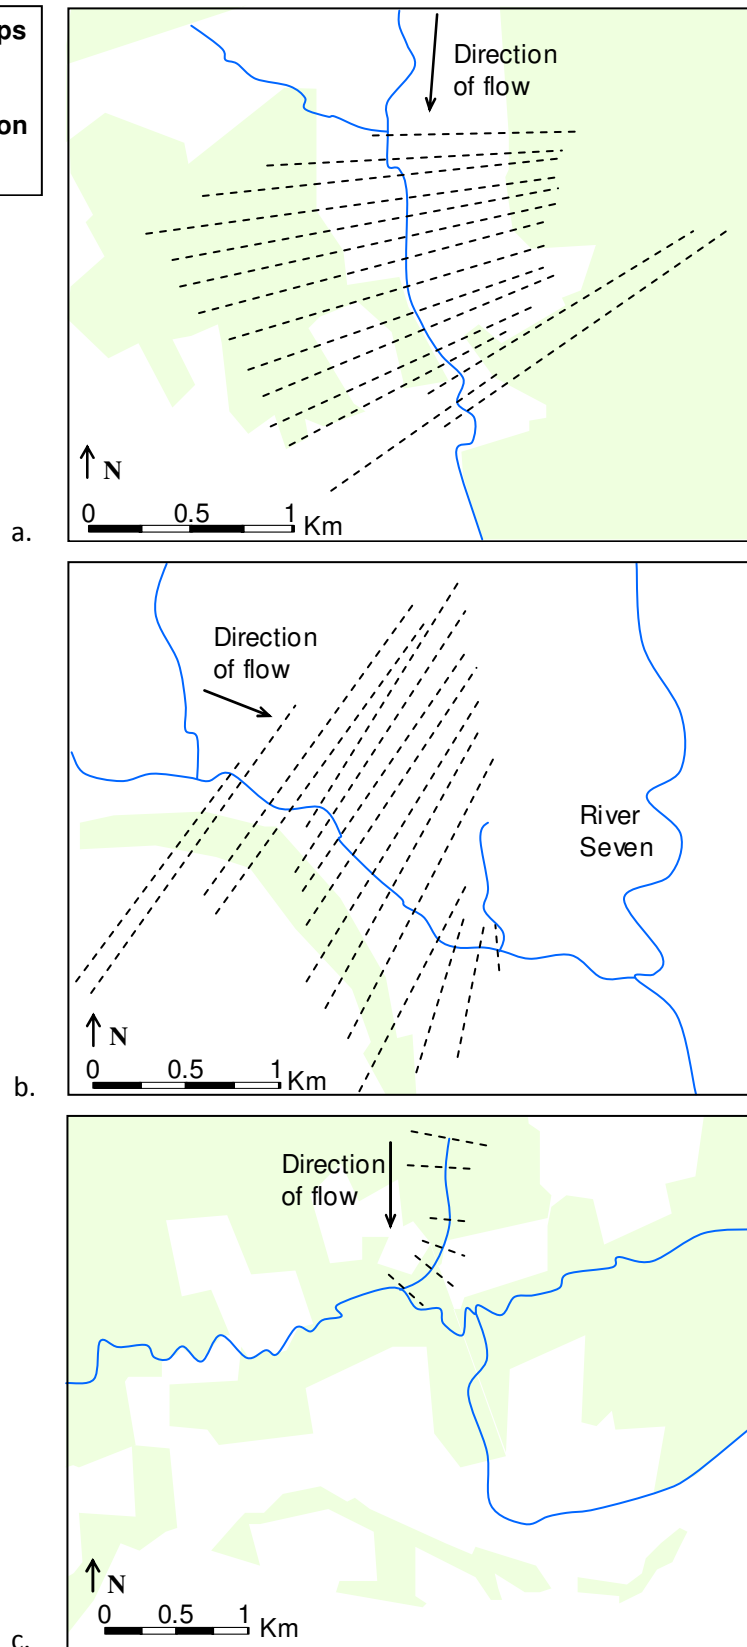 ps
on
Direction
of flow
N
0 0.5 1
Km
a.
Direction
of flow
River
Seven
N
0 0.5 1
Km
b.
Direction
of flow
N
0 0.5 1
Km
c.